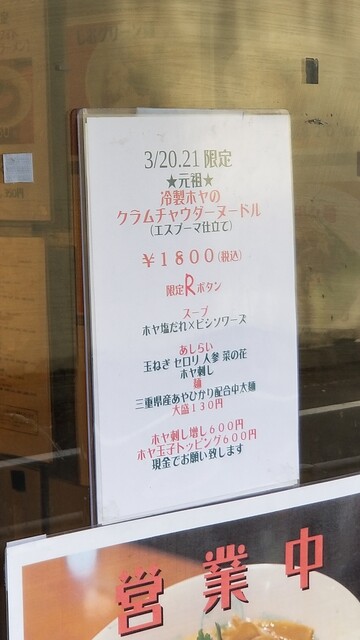 3/20.21 限定
★元祖★
冷製ホヤの
クラムチャウダーヌードル
(エスプーマ仕立て)
￥1800(税込)
限定Rボタン
スープ
ホヤ塩だれ×ビシソワーズ
あしらい
玉ねぎ セロリ 人参 菜の花
ホヤ刺し
麺
三重県産あやひかり配合中太麺
大盛130円
ホヤ刺し増し600円
ホヤ玉子トッピング600円
現金でお願い致します
営業中